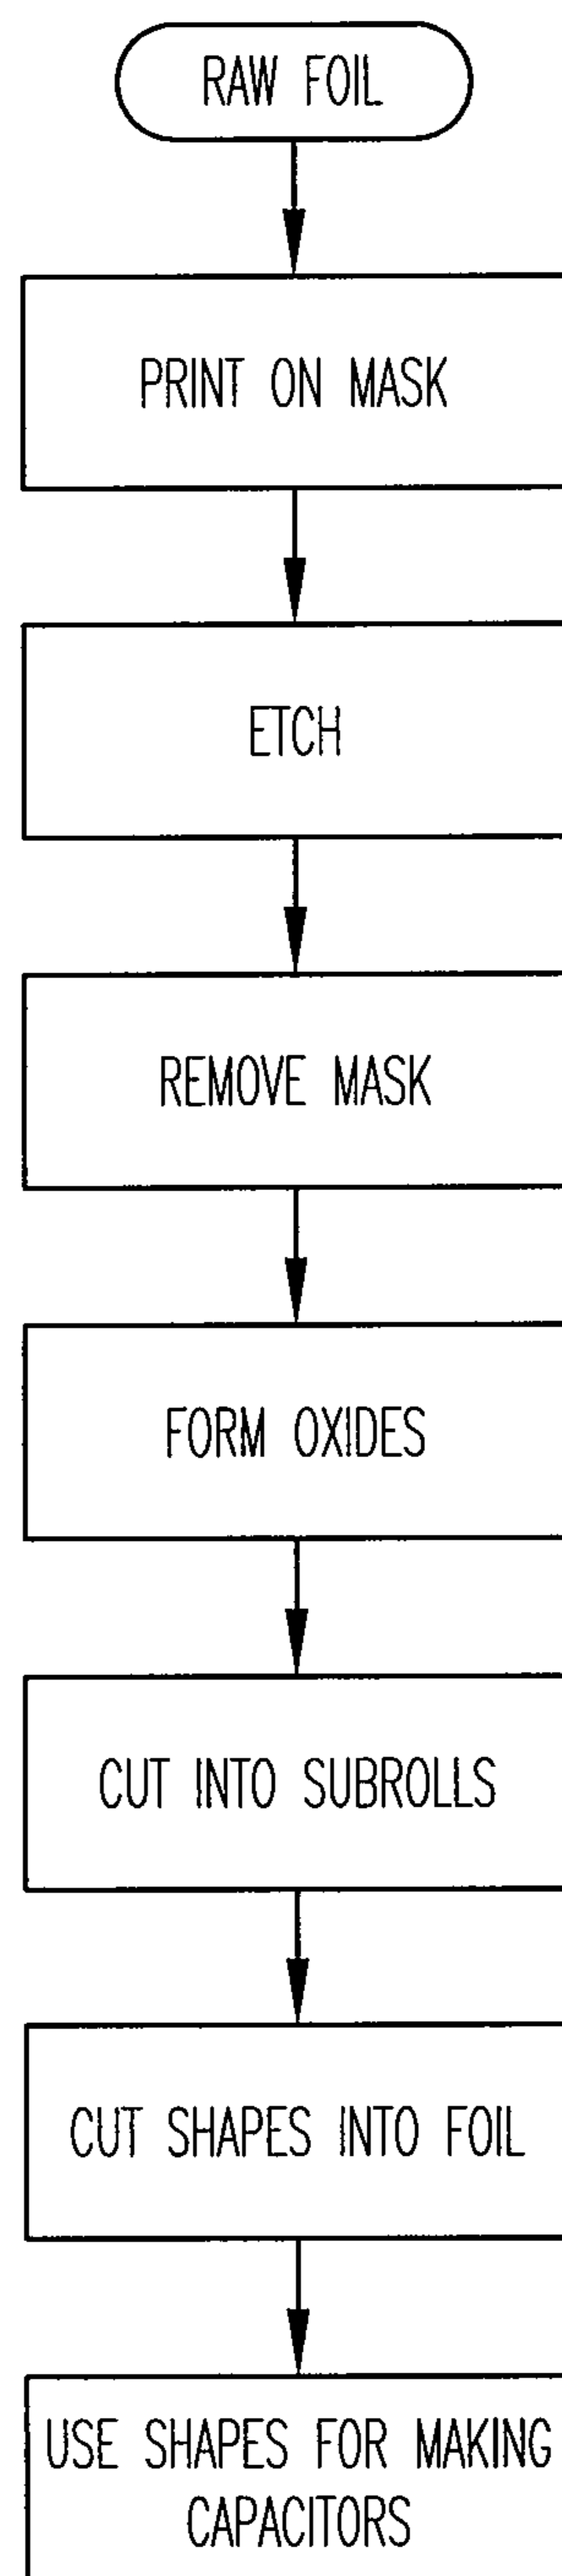 RAW FOIL
PRINT ON MASK
ETCH
REMOVE MASK
FORM OXIDES
CUT INTO SUBROLLS
CUT SHAPES INTO FOIL
USE SHAPES FOR MAKING
CAPACITORS